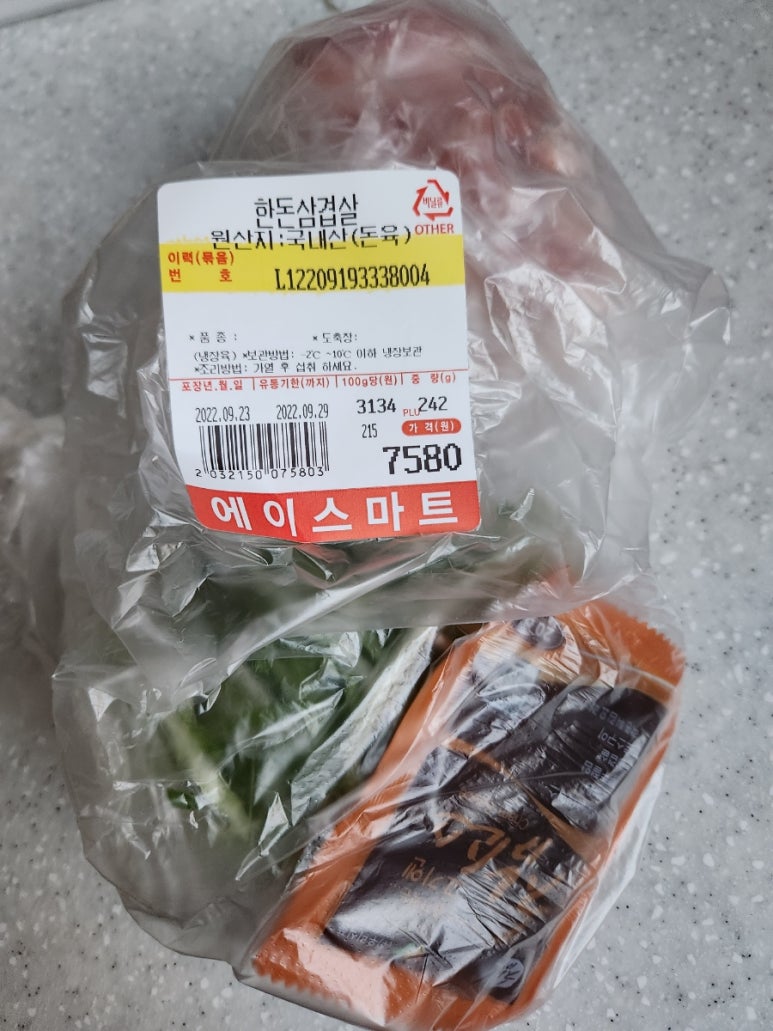 한돈삼겹살
비닐류
OTHER
원산지:국내산(돈육)
이력(묶음)
번 호 L12209193338004
×품 종 : ×도축장:
(냉장육) ×보관방법: -2℃ ~10℃ 이하 냉장보관
×조리방법: 가열 후 섭취 하세요.
포장년.월.일 유통기한(까지) 100g당(원) 중 량(g)
2022.09.23 2022.09.29 3134 PLU 242
215 가 격(원)
7580
2 032150 075803
에이스마트